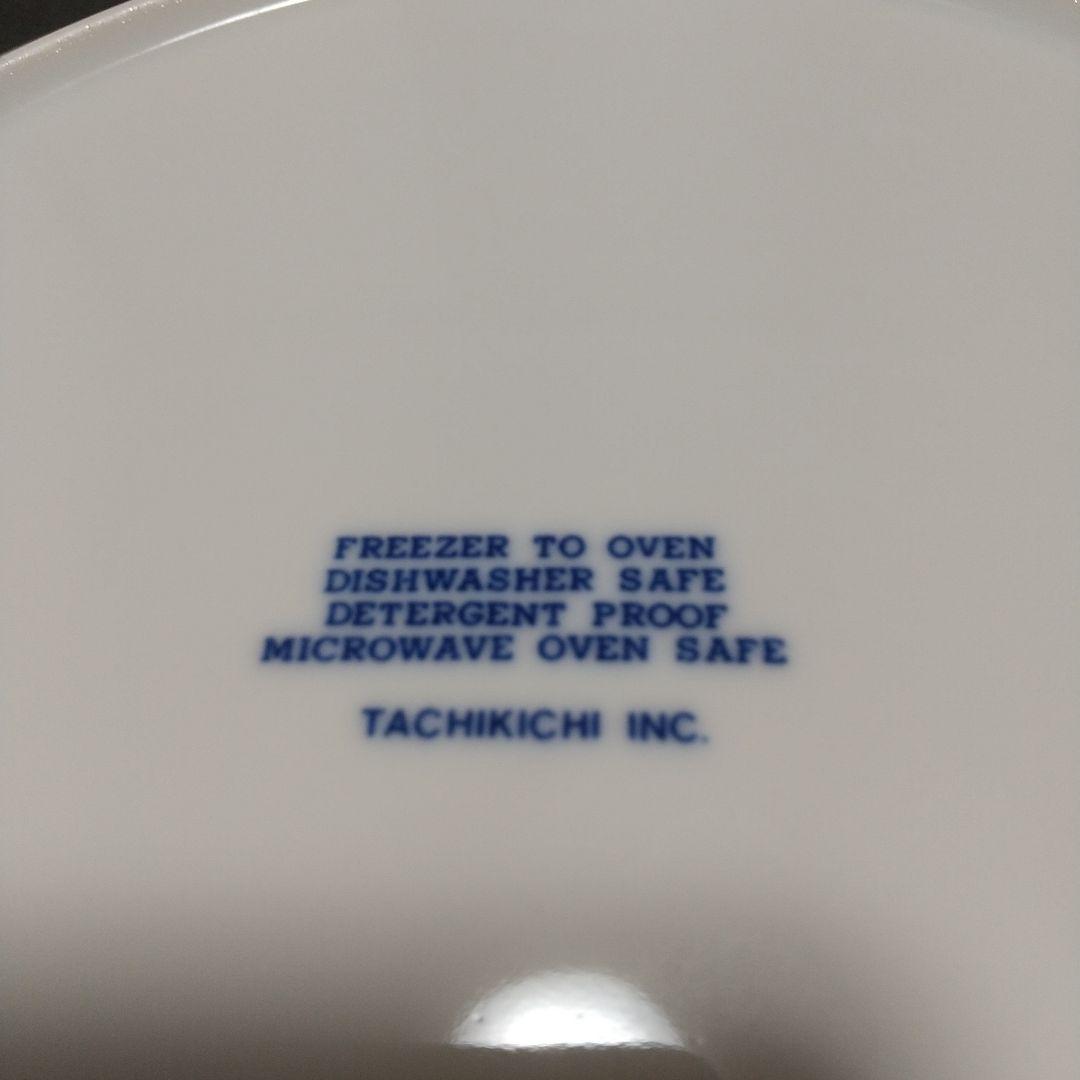 FREEZER TO OVEN
DISHWASHER SAFE
DETERGENT PROOF
MICROWAVE OVEN SAFE
TACHIKICHI INC.